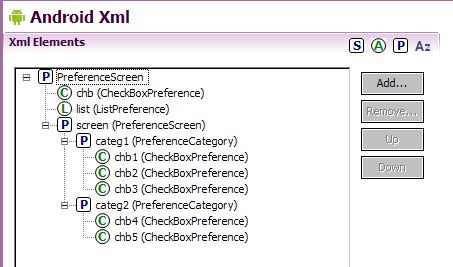 Android Xml
Xml Elements
S A P Az
P PreferenceScreen
C chb (CheckBoxPreference)
L list (ListPreference)
P screen (PreferenceScreen)
P categ1 (PreferenceCategory)
C chb1 (CheckBoxPreference)
C chb2 (CheckBoxPreference)
C chb3 (CheckBoxPreference)
P categ2 (PreferenceCategory)
C chb4 (CheckBoxPreference)
C chb5 (CheckBoxPreference)
Add...
Remove...
Up
Down